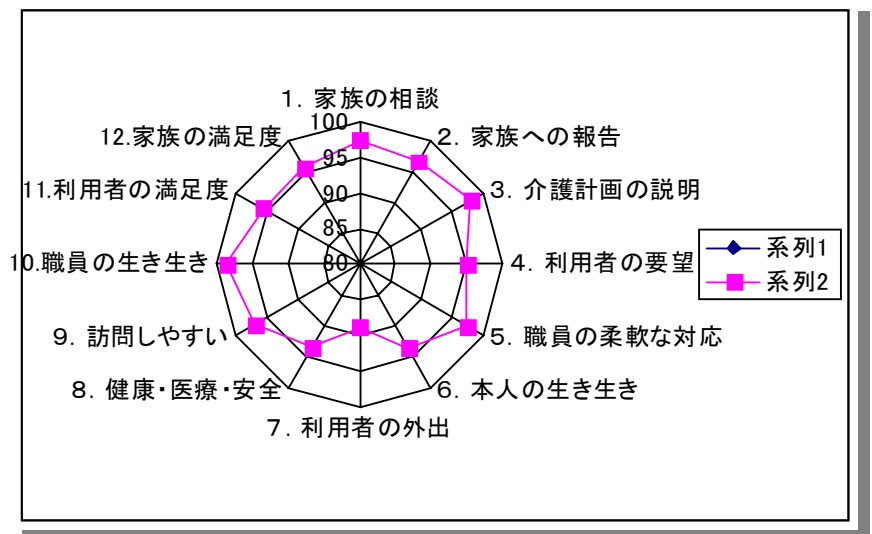 1．家族の相談
2．家族への報告
3．介護計画の説明
4．利用者の要望
5．職員の柔軟な対応
6．本人の生き生き
7．利用者の外出
8．健康・医療・安全
9．訪問しやすい
10.職員の生き生き
11.利用者の満足度
12.家族の満足度
100
95
90
85
80
系列1
系列2